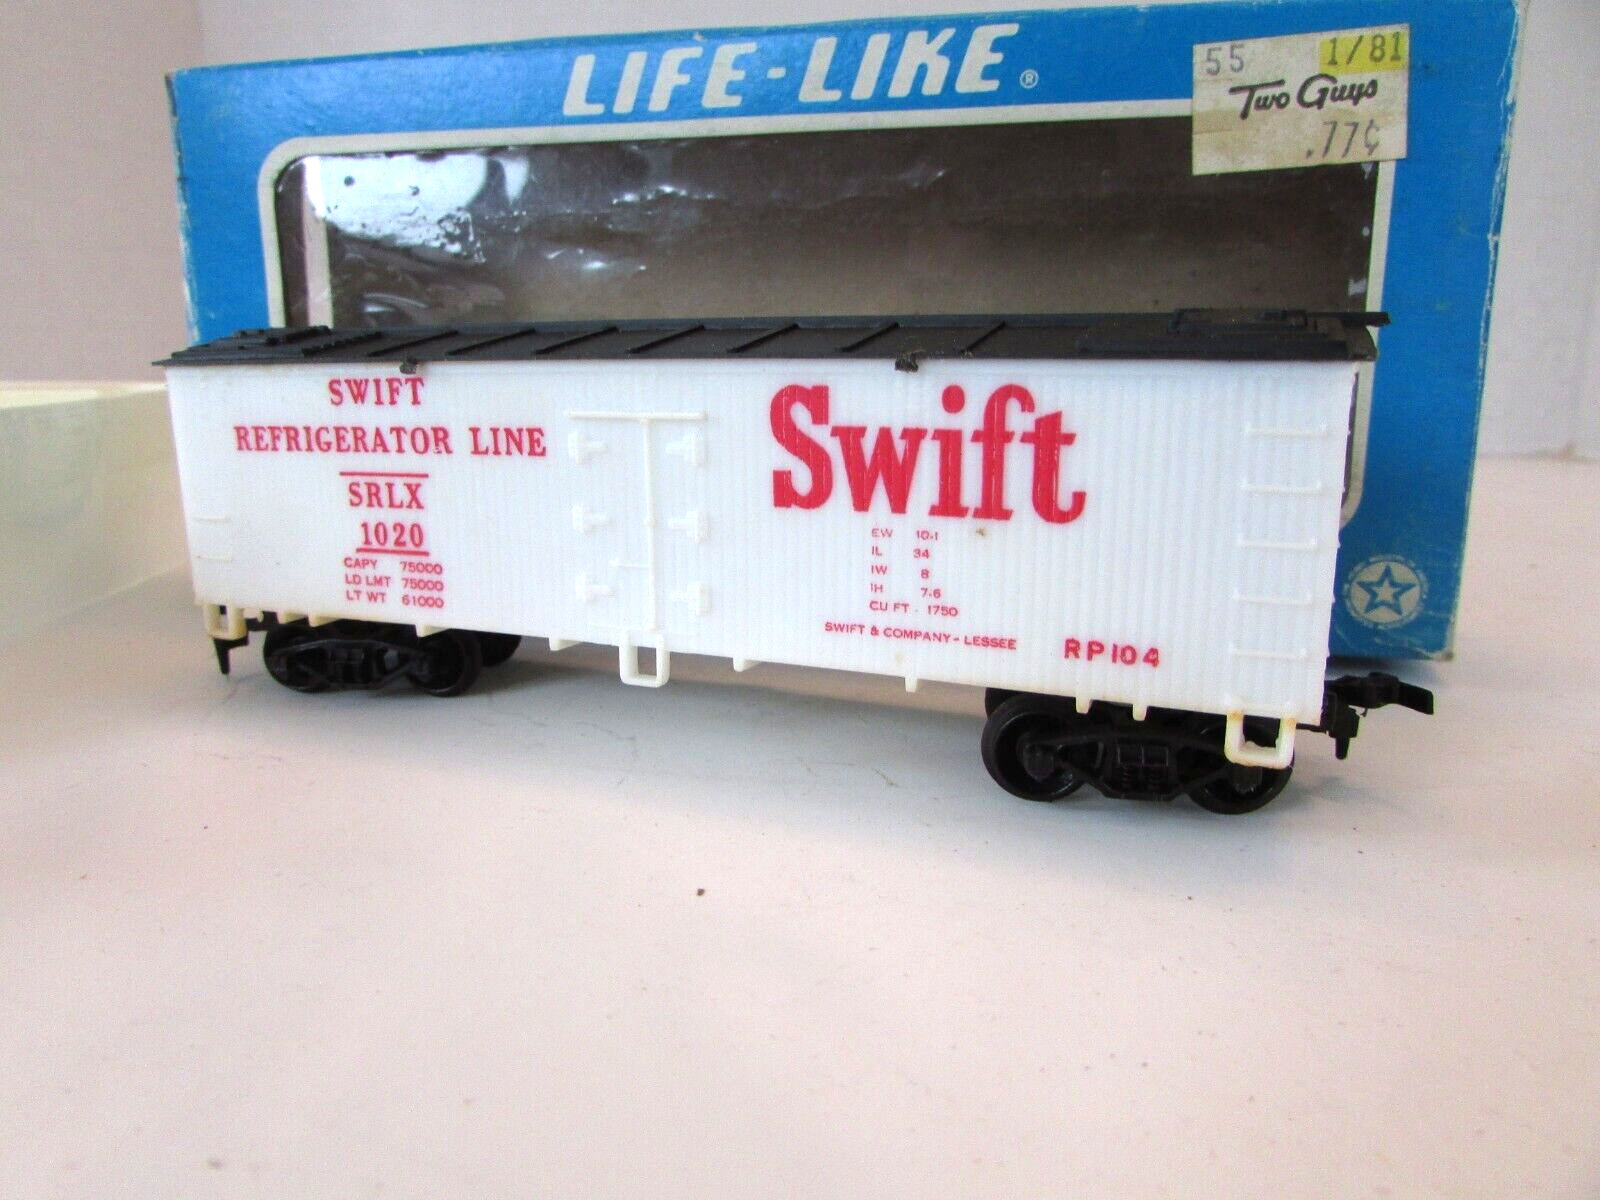 LIFE-LIKE®
55 1/81
Two Guys
.77¢
SWIFT
REFRIGERATOR LINE
SRLX
1020
CAPY 75000
LD LMT 75000
LT WT 61000
Swift
EW 10-1
IL 34
IW 8
IH 7-6
CU FT - 1750
SWIFT & COMPANY - LESSEE
RP104